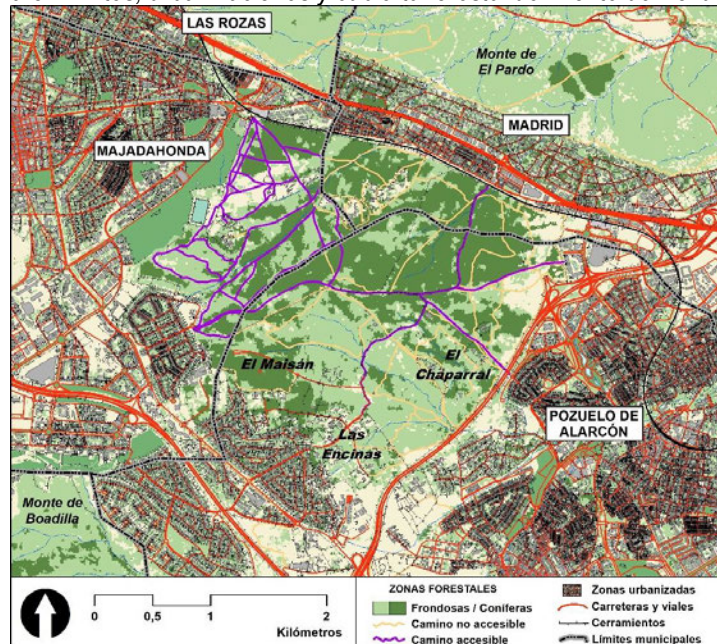 LAS ROZAS
Monte de
El Pardo
MADRID
MAJADAHONDA
El Maisán
El
Chaparral
Las
Encinas
POZUELO DE
ALARCÓN
Monte de
Boadilla
0 0,5 1 2
Kilómetros
ZONAS FORESTALES
Frondosas / Coníferas
Camino no accesible
Camino accesible
Zonas urbanizadas
Carreteras y viales
Cerramientos
Límites municipales